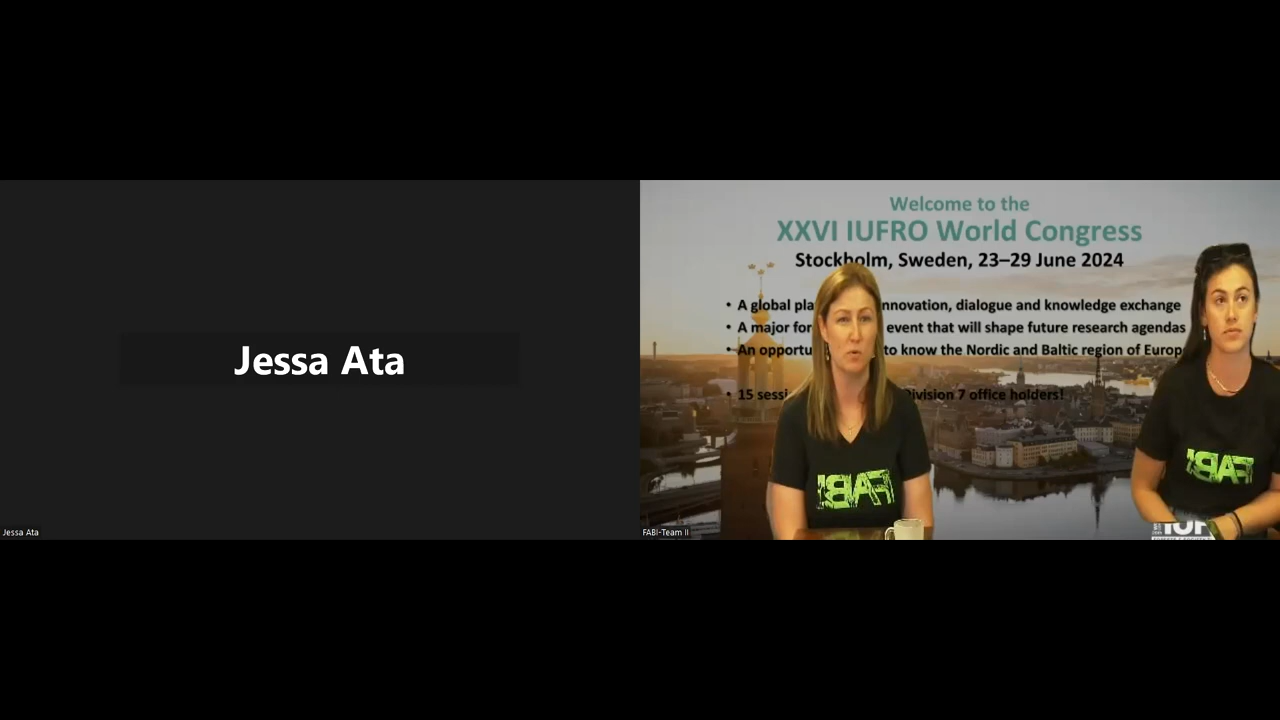 Jessa Ata
Jessa Ata
Welcome to the
XXVI IUFRO World Congress
Stockholm, Sweden, 23–29 June 2024
• A global pla nnovation, dialogue and knowledge exchange
• A major for event that will shape future research agendas
• An opportu to know the Nordic and Baltic region of Europ
• 15 sessi ivision 7 office holders!
FABI
FABI
FABI-Team II